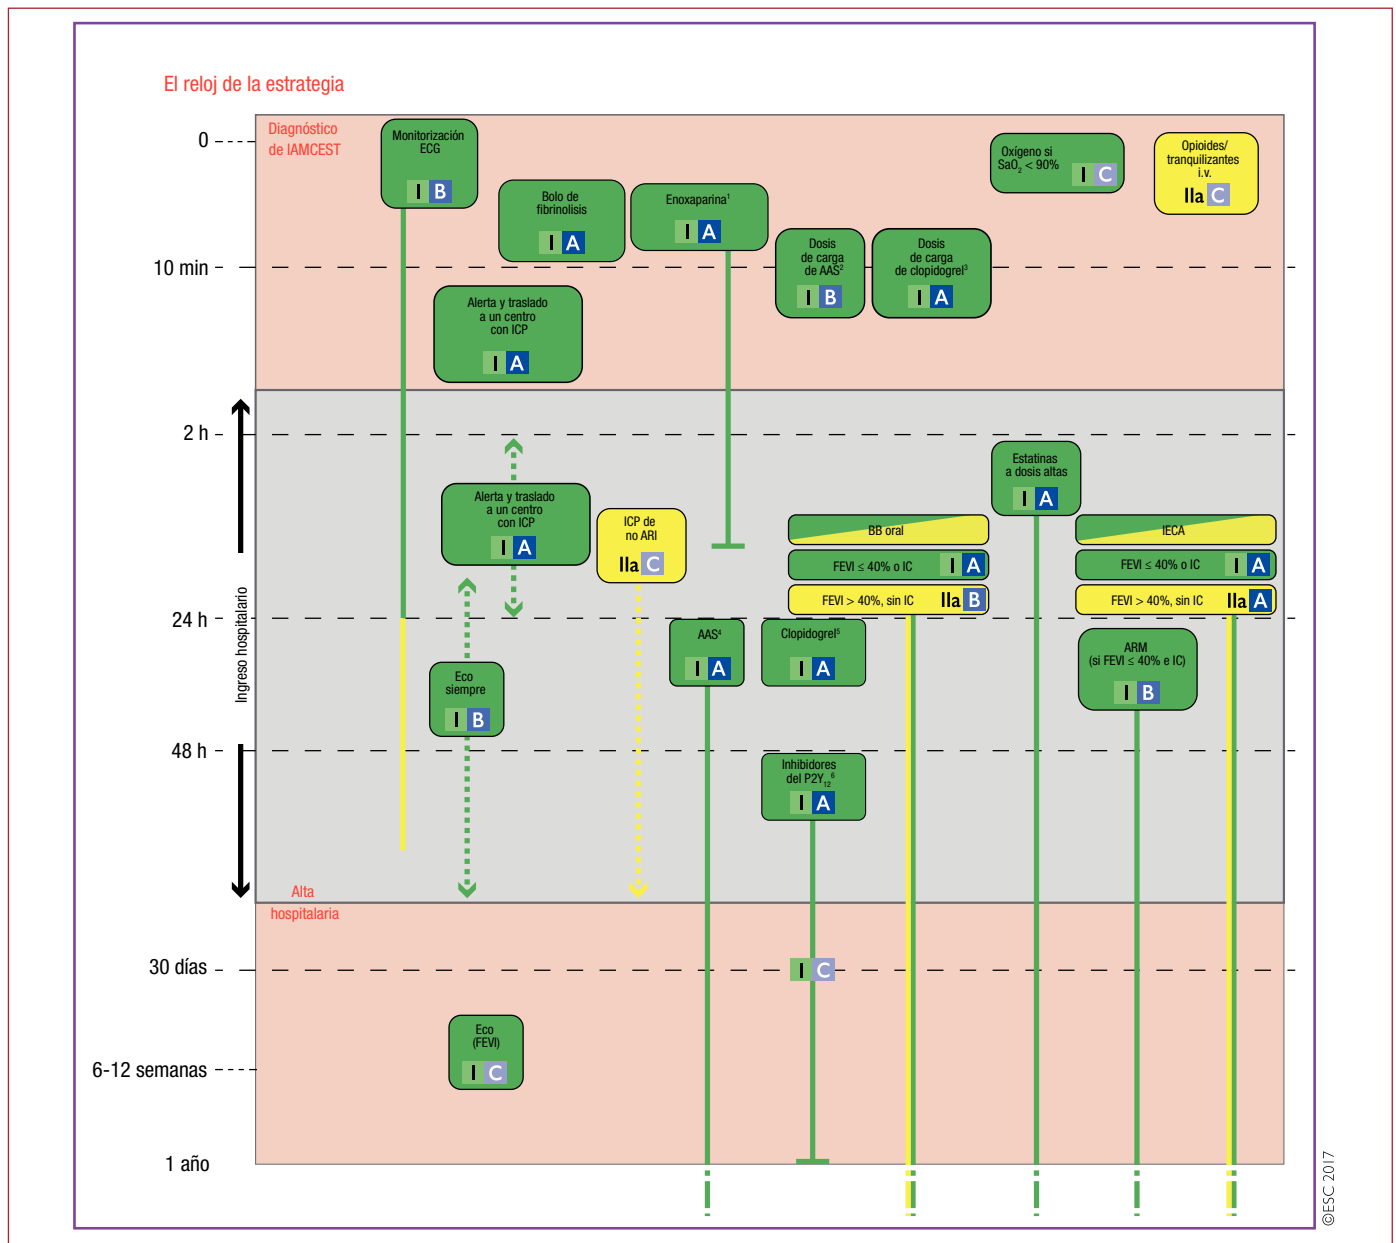 El reloj de la estrategia
Diagnóstico
de IAMCEST
0
Monitorización
ECG
I B
Bolo de
fibrinolisis
I A
Enoxaparina¹
I A
Dosis
de carga
de AAS²
I B
Dosis
de carga
de clopidogrel³
I A
Oxígeno si
SaO₂ < 90%
I C
Opioides/
tranquilizantes
i.v.
IIa C
10 min
Alerta y traslado
a un centro
con ICP
I A
2 h
Alerta y traslado
a un centro
con ICP
I A
ICP de
no ARI
IIa C
BB oral
FEVI ≤ 40% o IC I A
FEVI > 40%, sin IC IIa B
Estatinas
a dosis altas
I A
IECA
FEVI ≤ 40% o IC I A
FEVI > 40%, sin IC IIa A
Ingreso hospitalario
24 h
Eco
siempre
I B
AAS⁴
I A
Clopidogrel⁵
I A
ARM
(si FEVI ≤ 40% e IC)
I B
48 h
Inhibidores
del P2Y₁₂⁶
I A
Alta
hospitalaria
30 días
I C
Eco
(FEVI)
I C
6-12 semanas
1 año
©ESC 2017